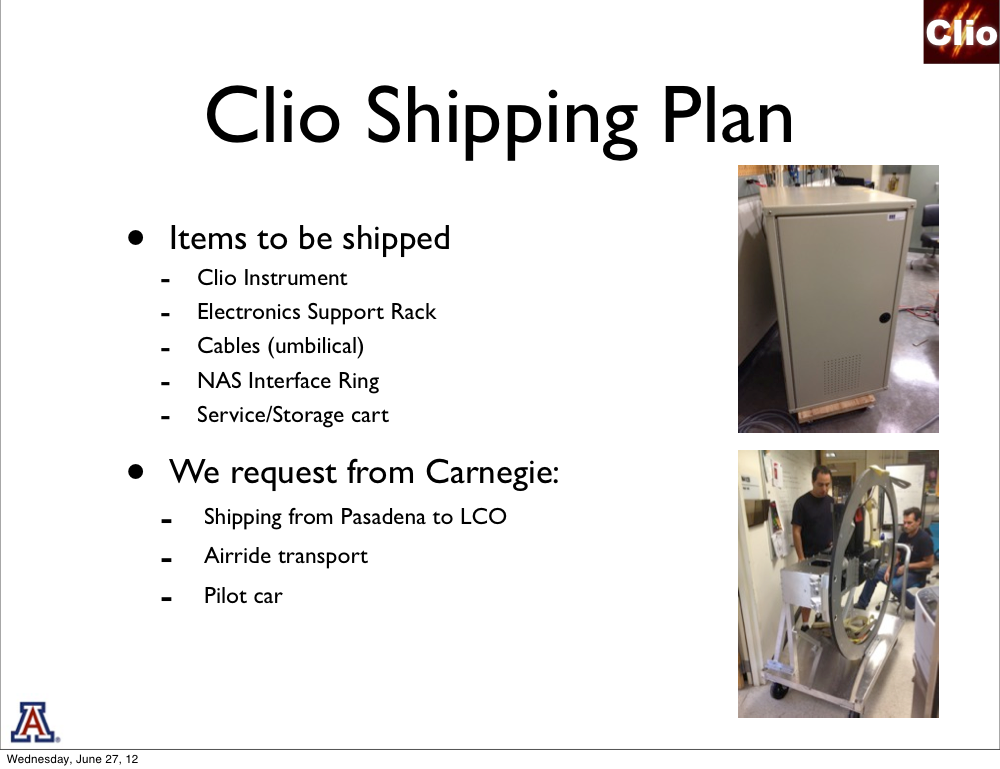 Clio
Clio Shipping Plan
• Items to be shipped
- Clio Instrument
- Electronics Support Rack
- Cables (umbilical)
- NAS Interface Ring
- Service/Storage cart
• We request from Carnegie:
- Shipping from Pasadena to LCO
- Airride transport
- Pilot car
A
Wednesday, June 27, 12